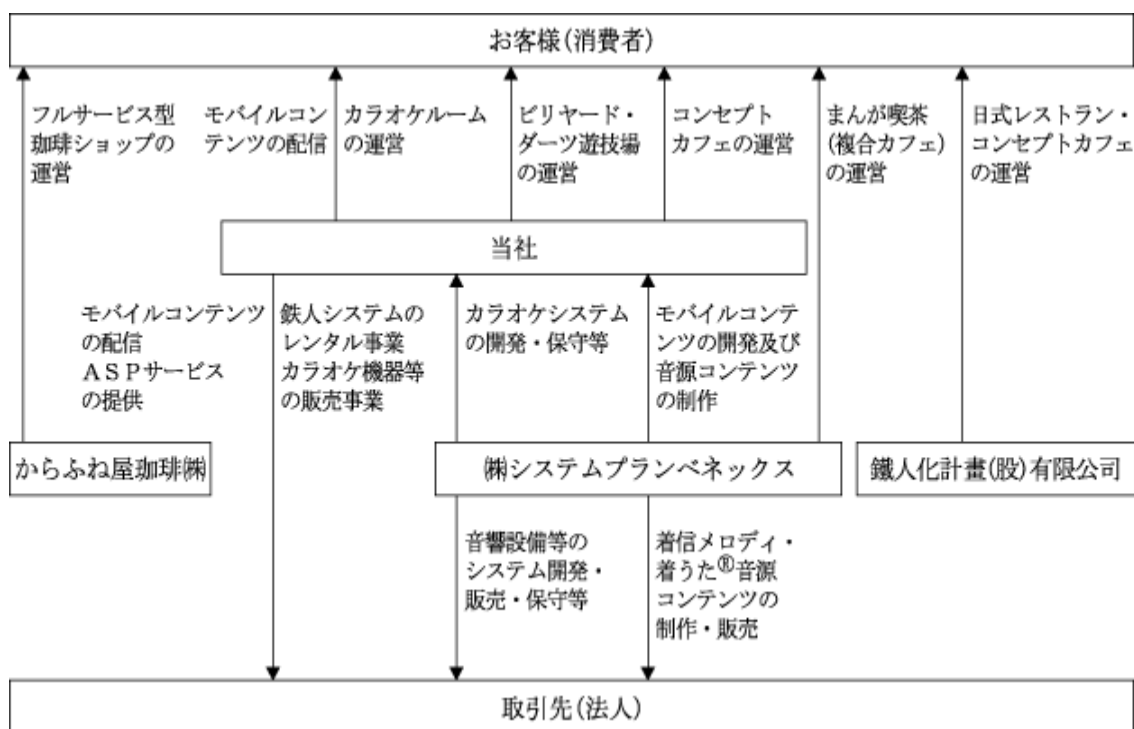 お客様(消費者)
フルサービス型
珈琲ショップの
運営
モバイルコン
テンツの配信
カラオケルーム
の運営
ビリヤード・
ダーツ遊技場
の運営
コンセプト
カフェの運営
まんが喫茶
(複合カフェ)
の運営
日式レストラン・
コンセプトカフェ
の運営
当社
モバイルコンテンツ
の配信
ASPサービス
の提供
鉄人システムの
レンタル事業
カラオケ機器等
の販売事業
カラオケシステム
の開発・保守等
モバイルコンテ
ンツの開発及び
音源コンテンツ
の制作
からふね屋珈琲㈱
㈱システムプランベネックス
鐵人化計畫(股)有限公司
音響設備等の
システム開発・
販売・保守等
着信メロディ・
着うた®音源
コンテンツの
制作・販売
取引先(法人)